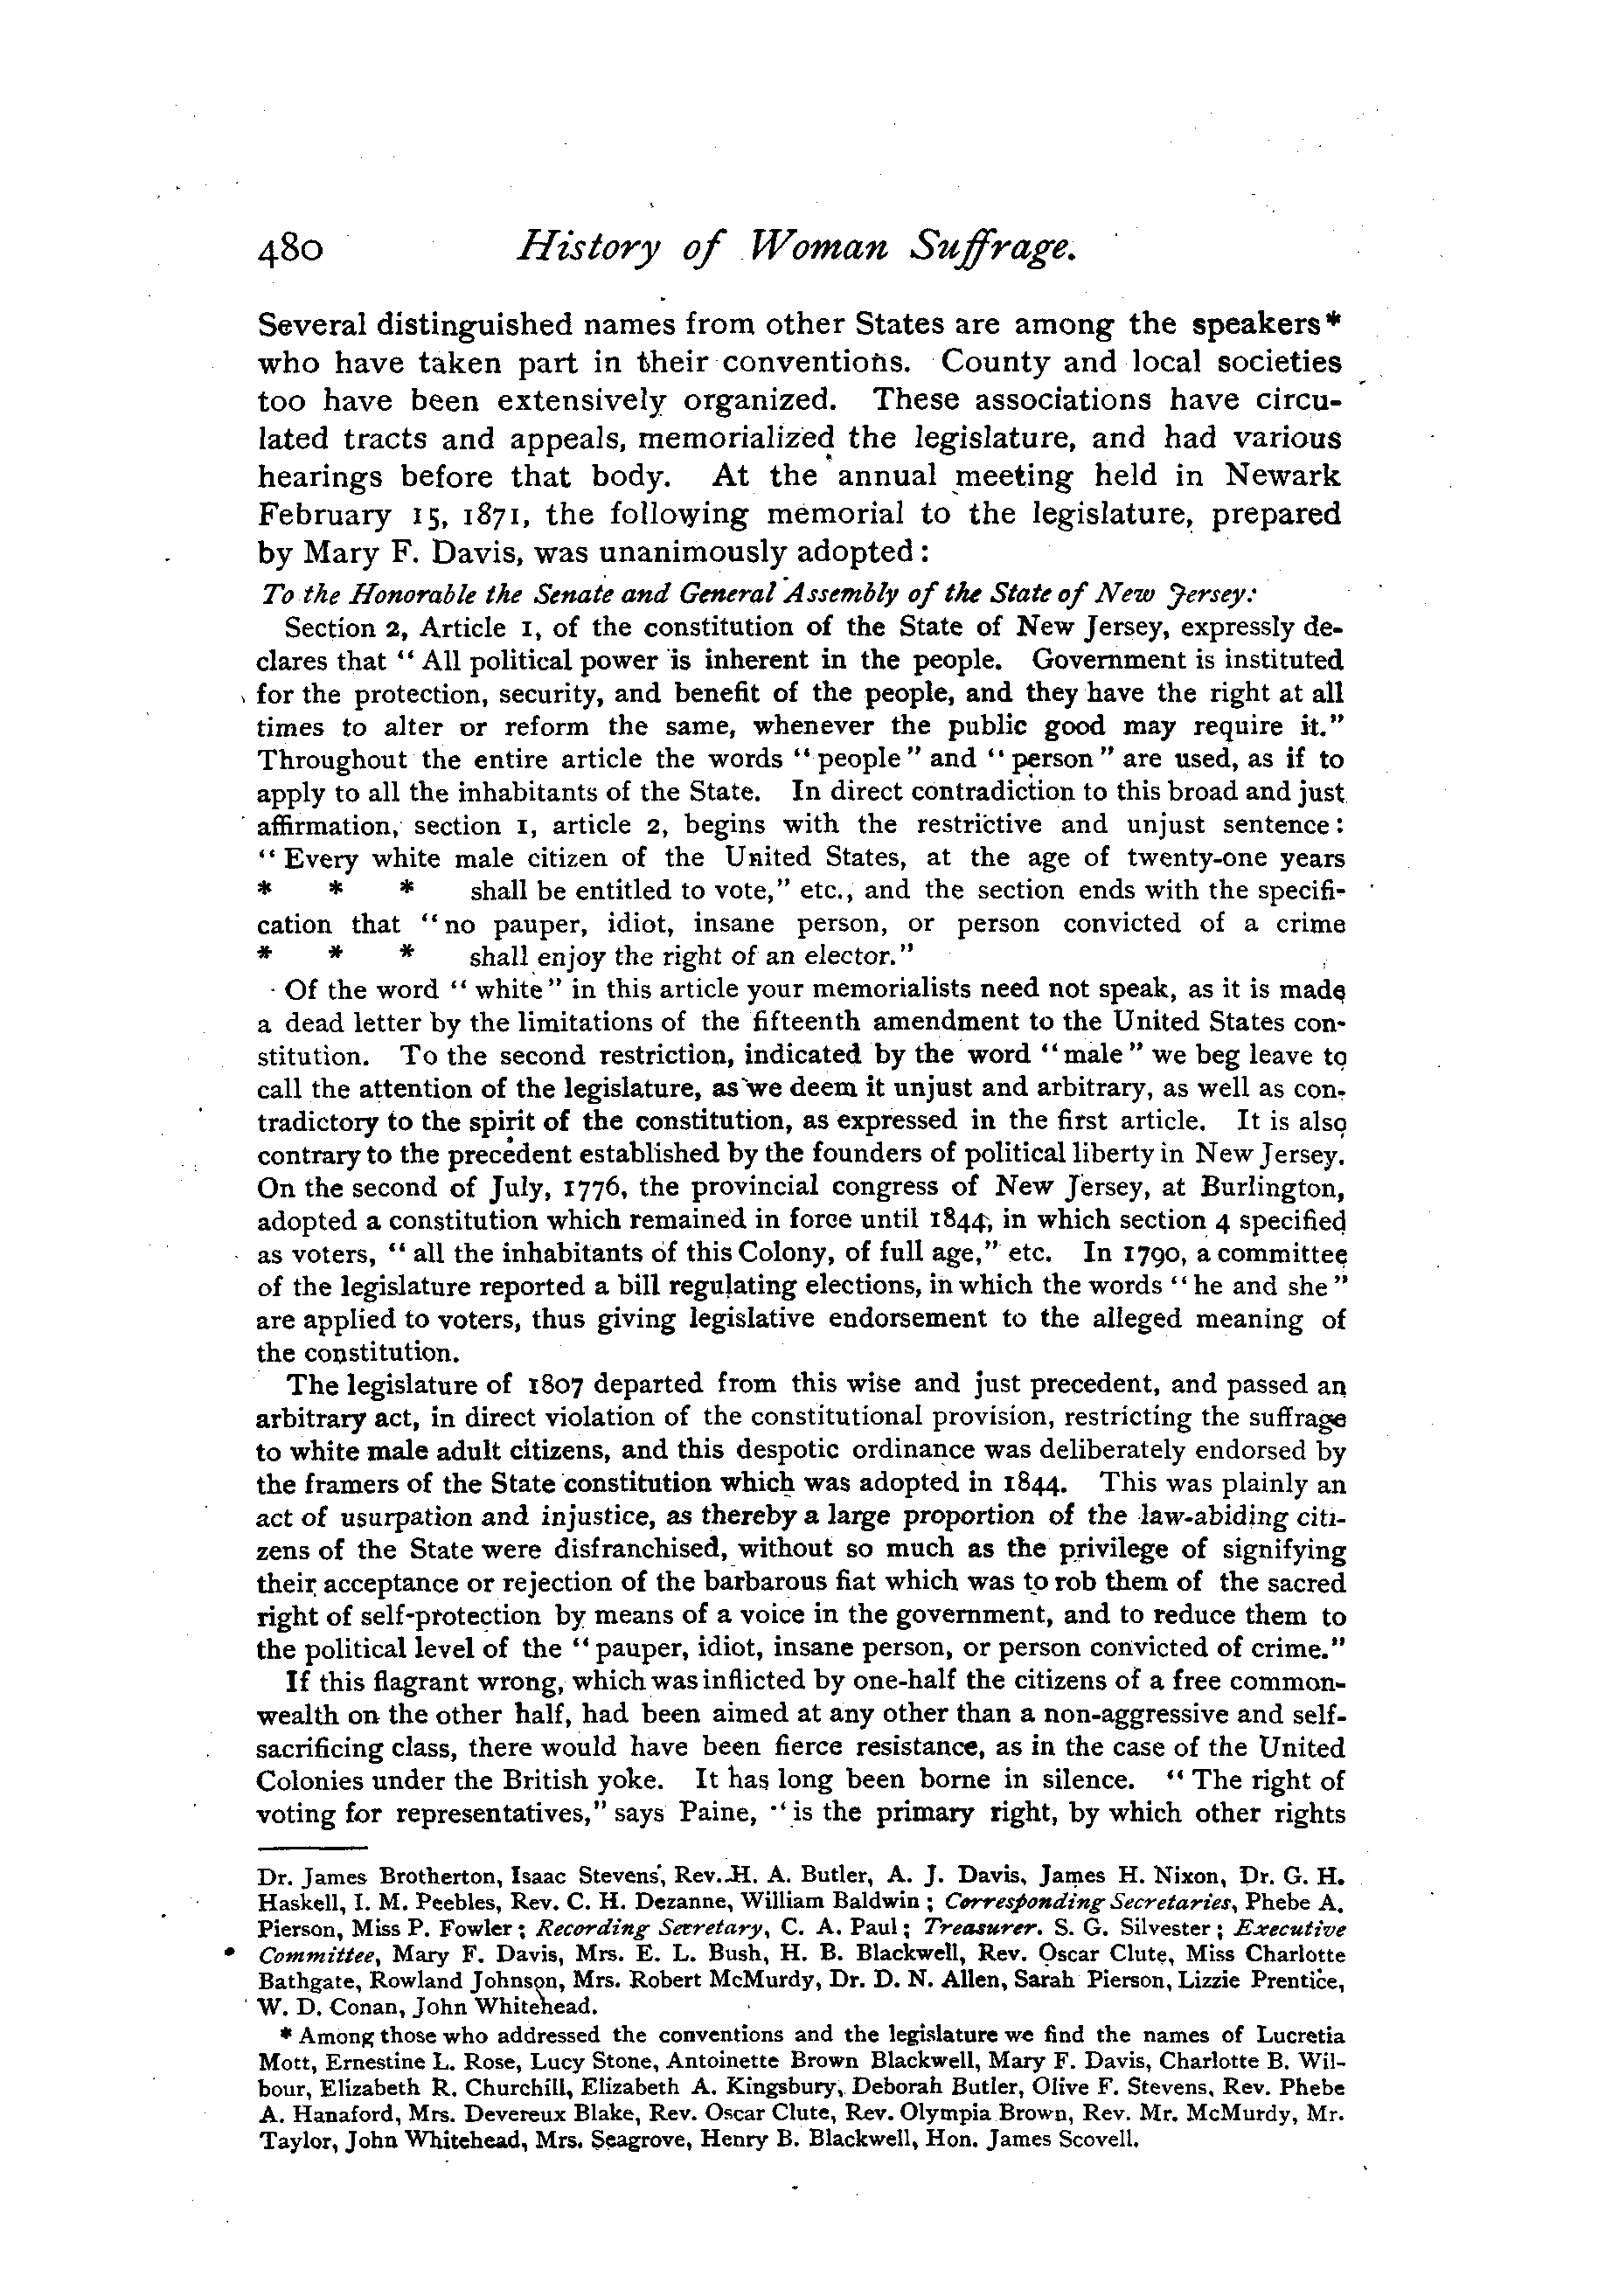 480 History of Woman Suffrage.
Several distinguished names from other States are among the speakers*
who have taken part in their conventions. County and local societies
too have been extensively organized. These associations have circu-
lated tracts and appeals, memorialized the legislature, and had various
hearings before that body. At the annual meeting held in Newark
February 15, 1871, the following memorial to the legislature, prepared
by Mary F. Davis, was unanimously adopted:
To the Honorable the Senate and General Assembly of the State of New Jersey:
Section 2, Article 1, of the constitution of the State of New Jersey, expressly de-
clares that "All political power is inherent in the people. Government is instituted
for the protection, security, and benefit of the people, and they have the right at all
times to alter or reform the same, whenever the public good may require it."
Throughout the entire article the words "people" and "person" are used, as if to
apply to all the inhabitants of the State. In direct contradiction to this broad and just
affirmation, section 1, article 2, begins with the restrictive and unjust sentence:
"Every white male citizen of the United States, at the age of twenty-one years
* * * shall be entitled to vote," etc., and the section ends with the specifi-
cation that "no pauper, idiot, insane person, or person convicted of a crime
* * * shall enjoy the right of an elector."
Of the word "white" in this article your memorialists need not speak, as it is made
a dead letter by the limitations of the fifteenth amendment to the United States con-
stitution. To the second restriction, indicated by the word "male" we beg leave to
call the attention of the legislature, as we deem it unjust and arbitrary, as well as con-
tradictory to the spirit of the constitution, as expressed in the first article. It is also
contrary to the precedent established by the founders of political liberty in New Jersey.
On the second of July, 1776, the provincial congress of New Jersey, at Burlington,
adopted a constitution which remained in force until 1844, in which section 4 specified
as voters, "all the inhabitants of this Colony, of full age," etc. In 1790, a committee
of the legislature reported a bill regulating elections, in which the words "he and she"
are applied to voters, thus giving legislative endorsement to the alleged meaning of
the constitution.
The legislature of 1807 departed from this wise and just precedent, and passed an
arbitrary act, in direct violation of the constitutional provision, restricting the suffrage
to white male adult citizens, and this despotic ordinance was deliberately endorsed by
the framers of the State constitution which was adopted in 1844. This was plainly an
act of usurpation and injustice, as thereby a large proportion of the law-abiding citi-
zens of the State were disfranchised, without so much as the privilege of signifying
their acceptance or rejection of the barbarous fiat which was to rob them of the sacred
right of self-protection by means of a voice in the government, and to reduce them to
the political level of the "pauper, idiot, insane person, or person convicted of crime."
If this flagrant wrong, which was inflicted by one-half the citizens of a free common-
wealth on the other half, had been aimed at any other than a non-aggressive and self-
sacrificing class, there would have been fierce resistance, as in the case of the United
Colonies under the British yoke. It has long been borne in silence. "The right of
voting for representatives," says Paine, "is the primary right, by which other rights
Dr. James Brotherton, Isaac Stevens, Rev. H. A. Butler, A. J. Davis, James H. Nixon, Dr. G. H.
Haskell, I. M. Peebles, Rev. C. H. Dezanne, William Baldwin; Corresponding Secretaries, Phebe A.
Pierson, Miss P. Fowler; Recording Secretary, C. A. Paul; Treasurer. S. G. Silvester; Executive
Committee, Mary F. Davis, Mrs. E. L. Bush, H. B. Blackwell, Rev. Oscar Clute, Miss Charlotte
Bathgate, Rowland Johnson, Mrs. Robert McMurdy, Dr. D. N. Allen, Sarah Pierson, Lizzie Prentice,
W. D. Conan, John Whitehead.
* Among those who addressed the conventions and the legislature we find the names of Lucretia
Mott, Ernestine L. Rose, Lucy Stone, Antoinette Brown Blackwell, Mary F. Davis, Charlotte B. Wil-
bour, Elizabeth R. Churchill, Elizabeth A. Kingsbury, Deborah Butler, Olive F. Stevens, Rev. Phebe
A. Hanaford, Mrs. Devereux Blake, Rev. Oscar Clute, Rev. Olympia Brown, Rev. Mr. McMurdy, Mr.
Taylor, John Whitehead, Mrs. Seagrove, Henry B. Blackwell, Hon. James Scovell.